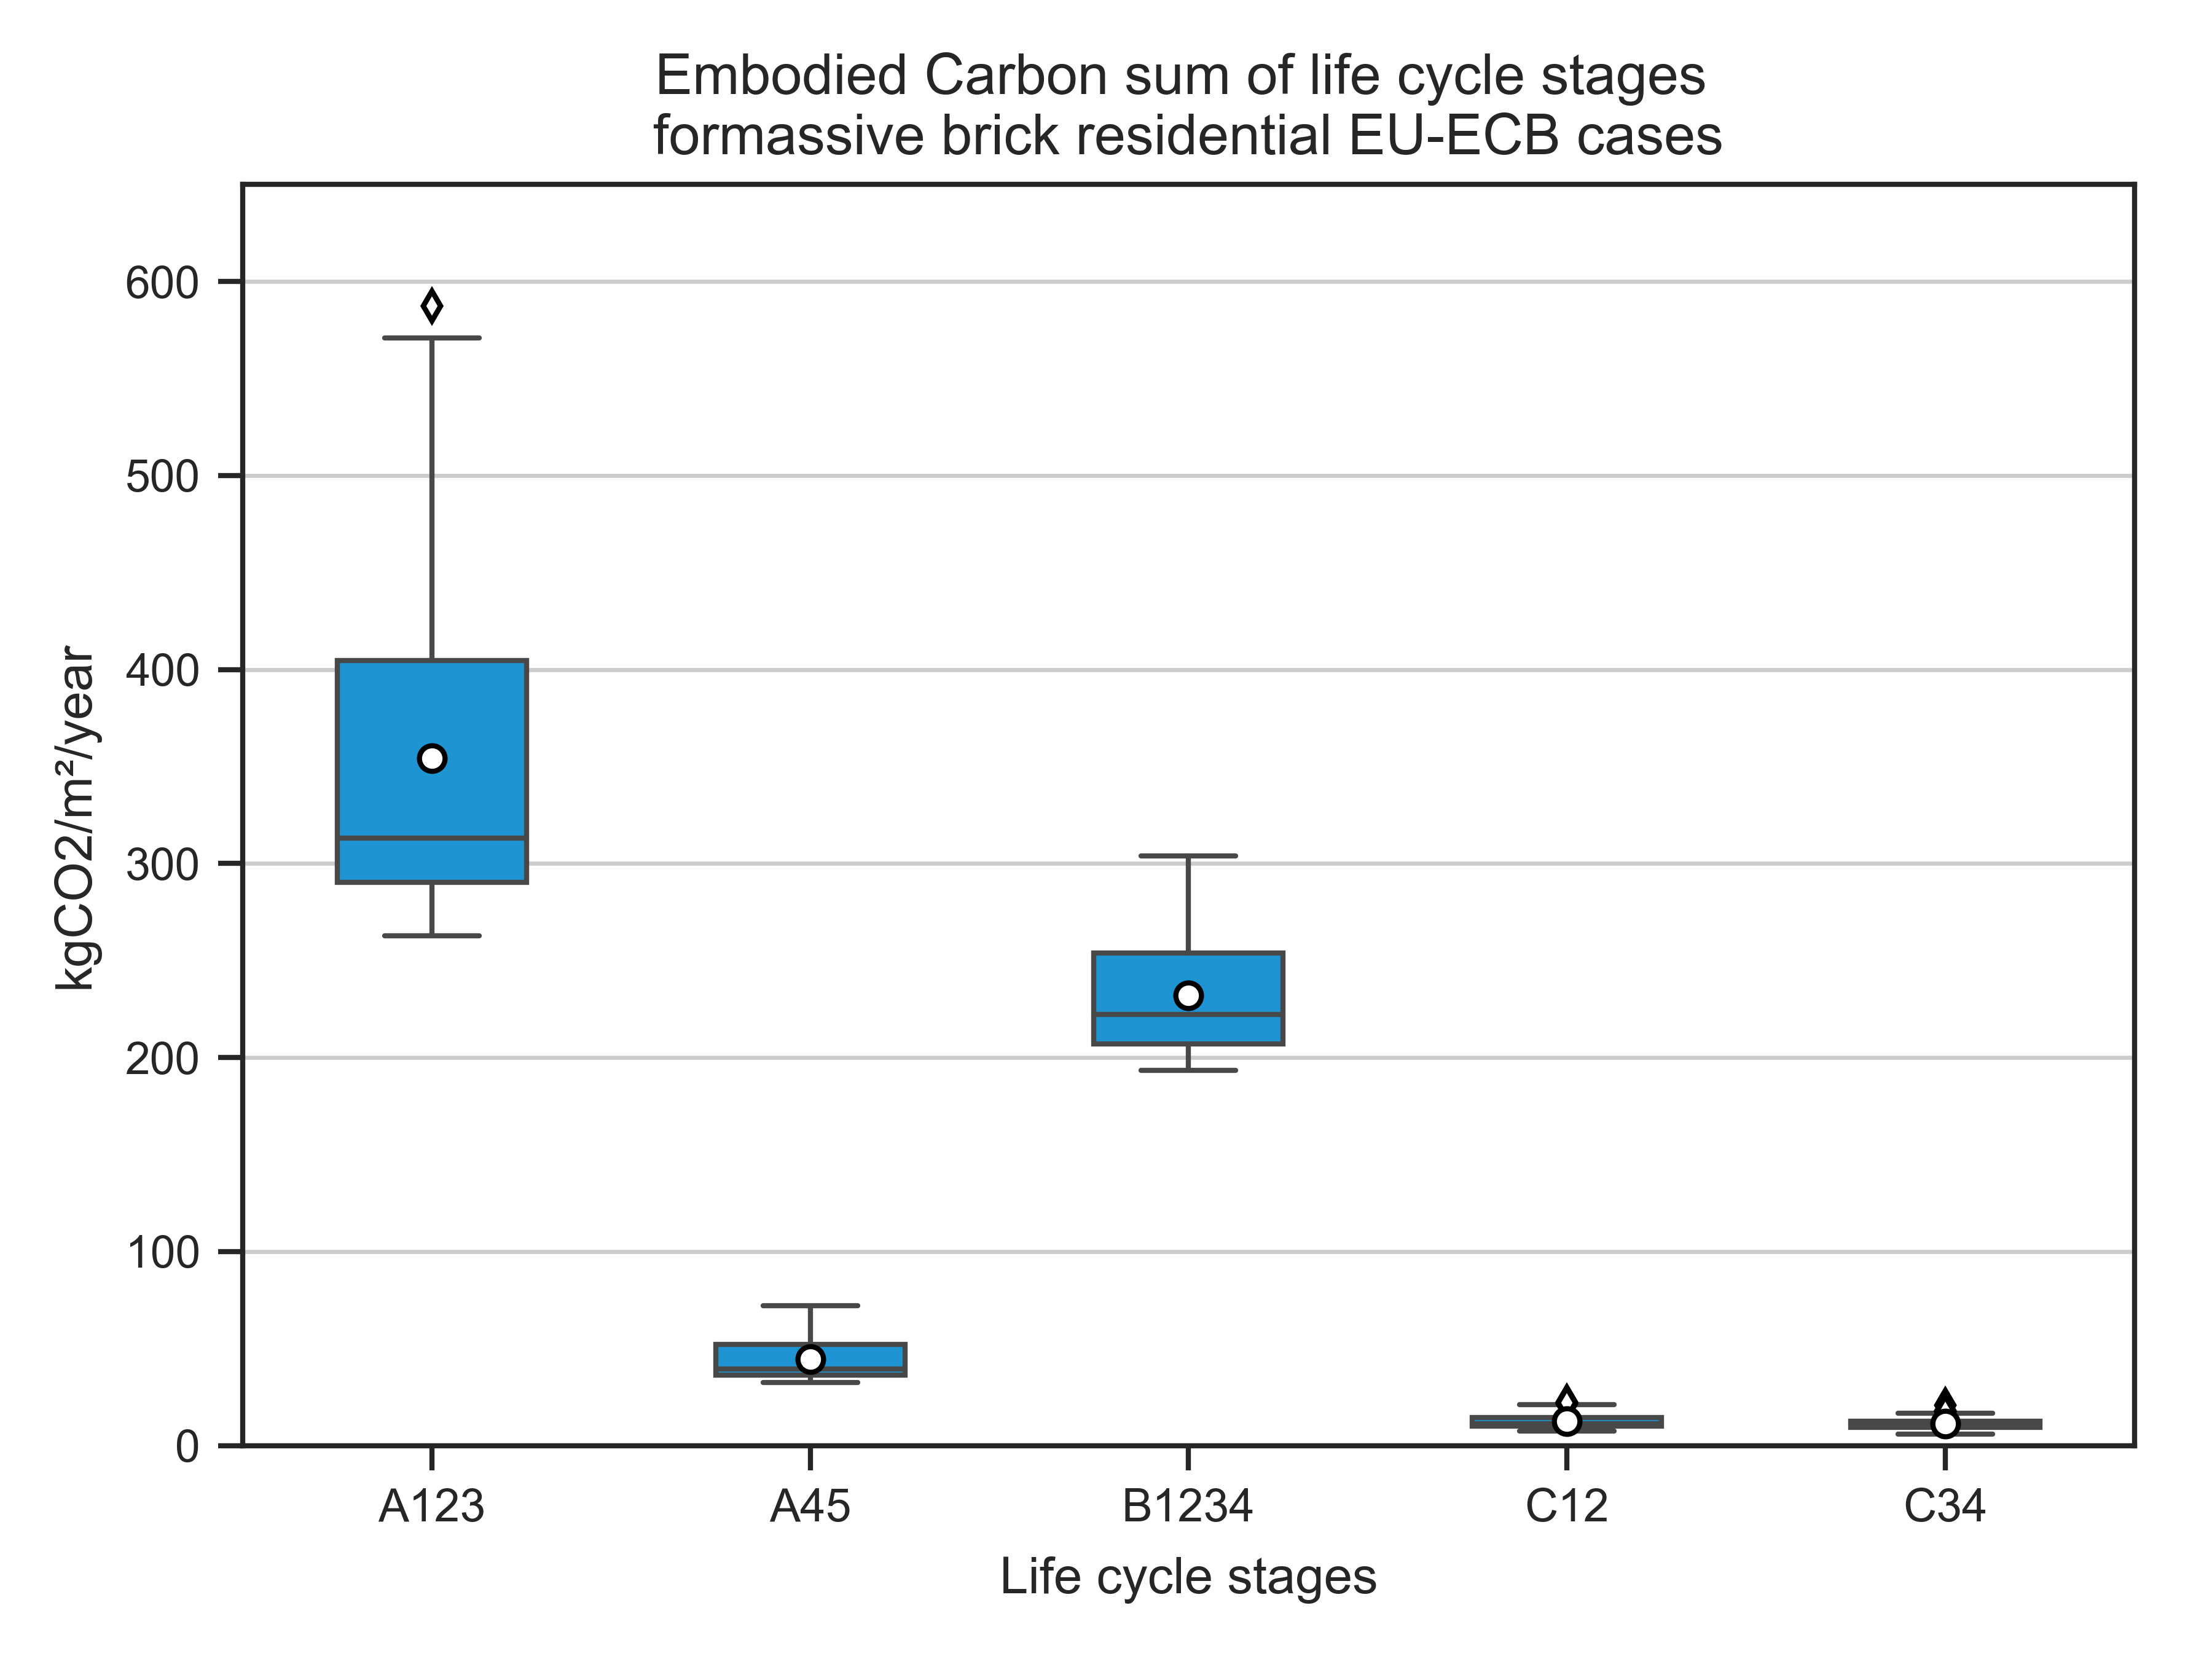 Embodied Carbon sum of life cycle stages
formassive brick residential EU-ECB cases
kgCO2/m²/year
600
500
400
300
200
100
0
A123 A45 B1234 C12 C34
Life cycle stages